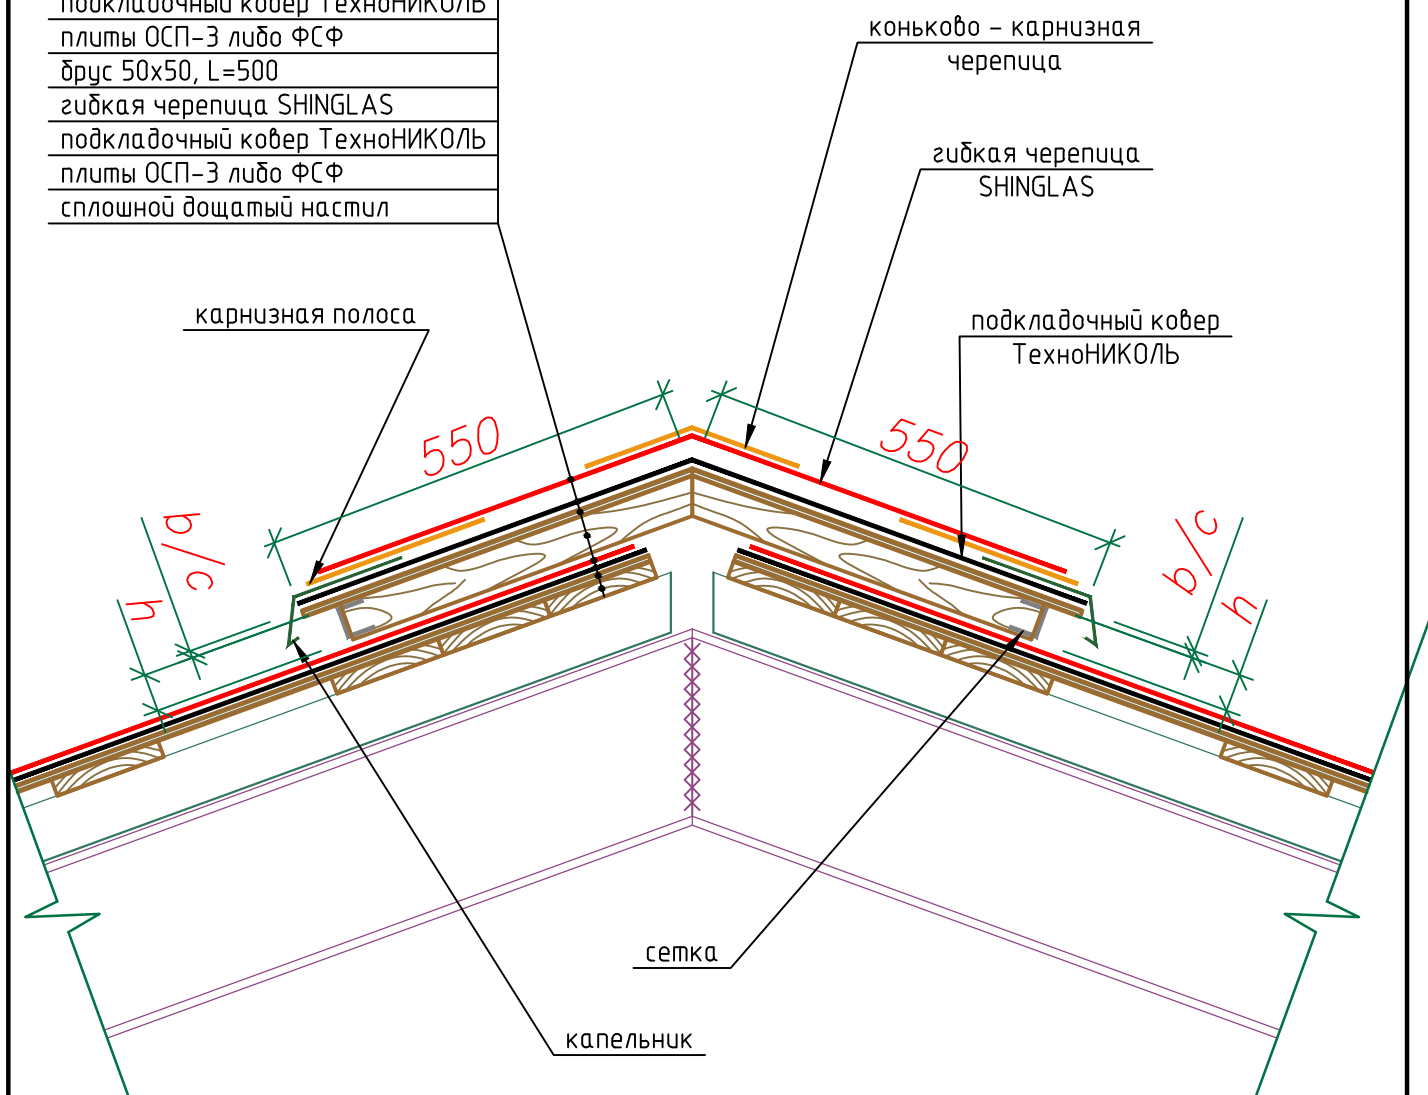 подкладочный ковер ТехноНИКОЛЬ
плиты ОСП-3 либо ФСФ
брус 50х50, L=500
гибкая черепица SHINGLAS
подкладочный ковер ТехноНИКОЛЬ
плиты ОСП-3 либо ФСФ
сплошной дощатый настил
коньково - карнизная
черепица
гибкая черепица
SHINGLAS
карнизная полоса
подкладочный ковер
ТехноНИКОЛЬ
550
550
b/c
h
b/c
h
сетка
капельник